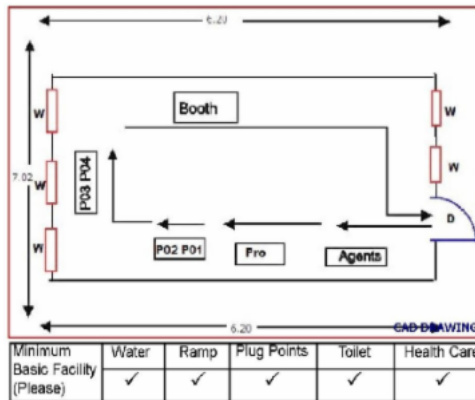 6.20
Booth
W
W
W
W
W
7.02
P03 P04
D
P02 P01
Pro
Agents
6.20
CAD DRAWING
Minimum Basic Facility (Please)
Water
Ramp
Plug Points
Toilet
Health Care
✓
✓
✓
✓
✓